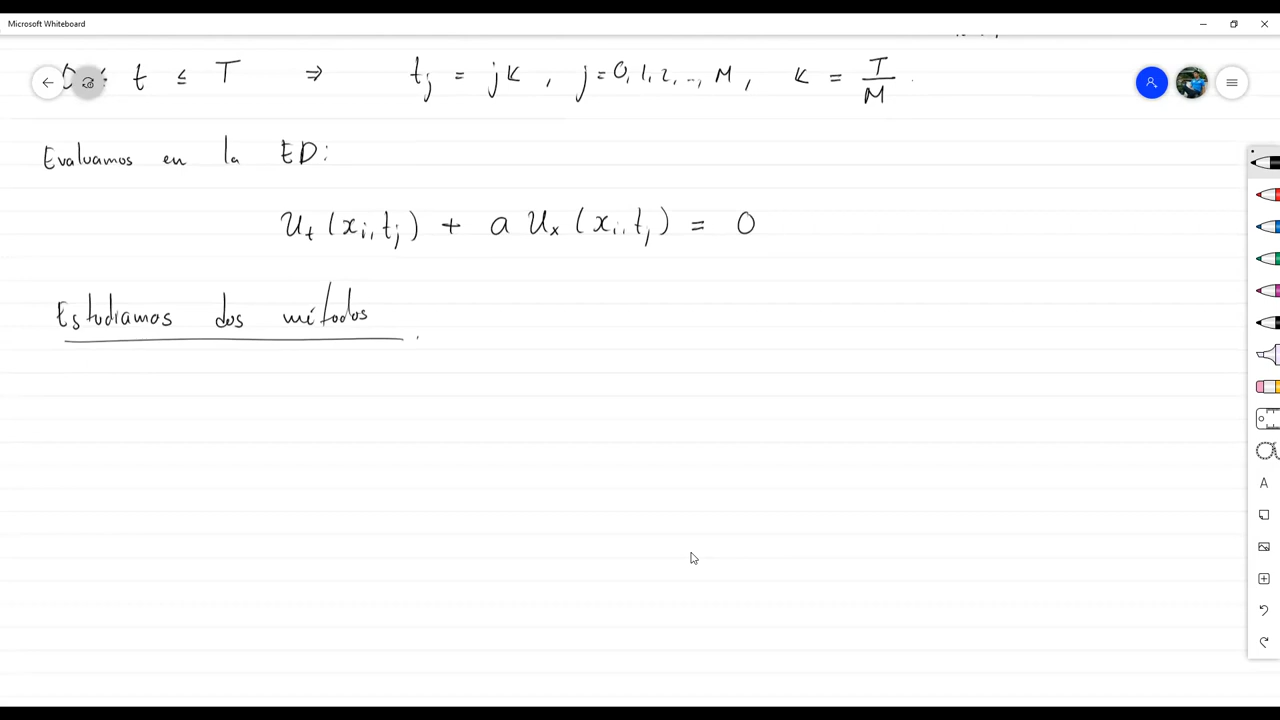 Microsoft Whiteboard
0 ≤ t ≤ T ⇒ tⱼ = jk, j = 0, 1, 2, .., M, k = T/M.
Evaluamos en la ED:
uₜ(xᵢ, tⱼ) + a uₓ(xᵢ, tⱼ) = 0
Estudiamos dos métodos.
A